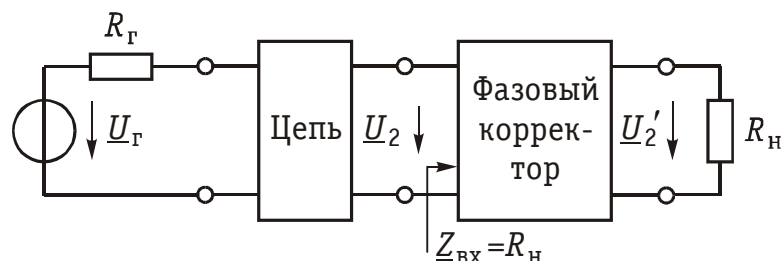 R_г
U_г
Цепь
U_2
Фазовый
коррек-
тор
U_2′
R_н
Z_вх=R_н